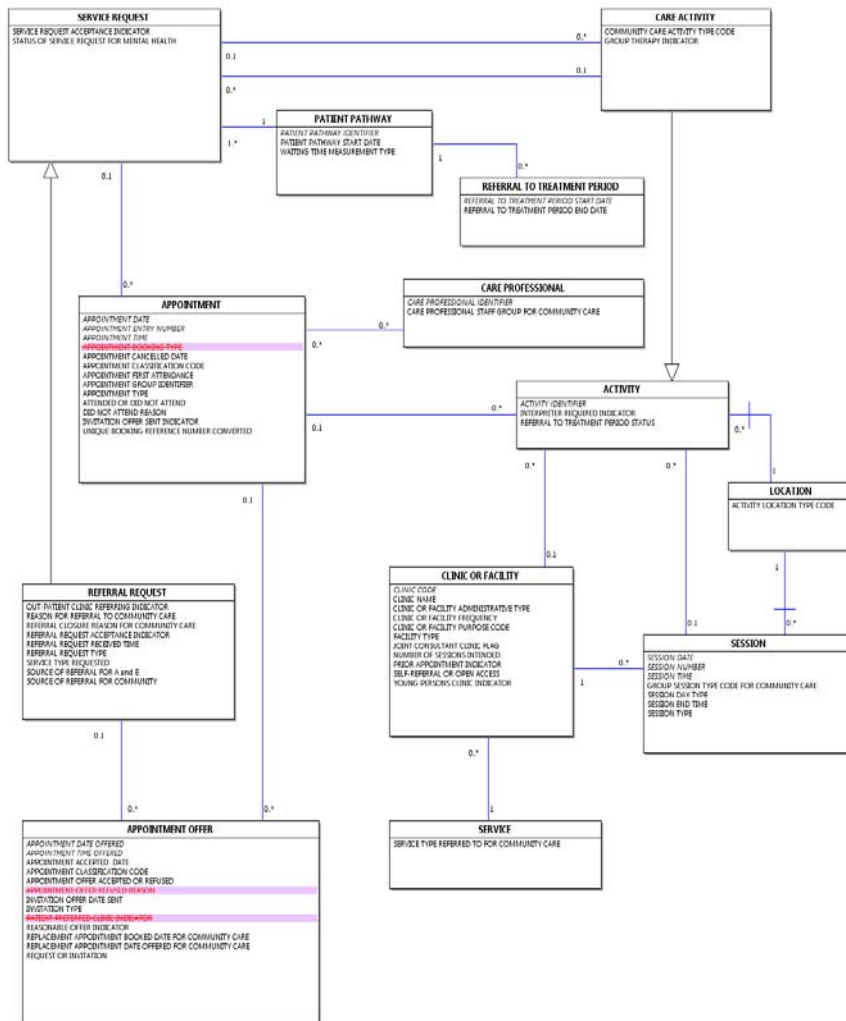 SERVICE REQUEST
SERVICE REQUEST ACCEPTANCE INDICATOR
STATUS OF SERVICE REQUEST FOR MENTAL HEALTH
CARE ACTIVITY
COMMUNITY CARE ACTIVITY TYPE CODE
GROUP THERAPY INDICATOR
0..1
0..*
0..*
0..1
1..*
1
PATIENT PATHWAY
PATIENT PATHWAY IDENTIFIER
PATIENT PATHWAY START DATE
WAITING TIME MEASUREMENT TYPE
1
0..*
REFERRAL TO TREATMENT PERIOD
REFERRAL TO TREATMENT PERIOD START DATE
REFERRAL TO TREATMENT PERIOD END DATE
0..1
0..*
APPOINTMENT
APPOINTMENT DATE
APPOINTMENT ENTRY NUMBER
APPOINTMENT TIME
APPOINTMENT BOOKING TYPE
APPOINTMENT CANCELLED DATE
APPOINTMENT CLASSIFICATION CODE
APPOINTMENT FIRST ATTENDANCE
APPOINTMENT GROUP IDENTIFIER
APPOINTMENT TYPE
ATTENDED OR DID NOT ATTEND
DID NOT ATTEND REASON
INVITATION OFFER SENT INDICATOR
UNIQUE BOOKING REFERENCE NUMBER CONVERTED
CARE PROFESSIONAL
CARE PROFESSIONAL IDENTIFIER
CARE PROFESSIONAL STAFF GROUP FOR COMMUNITY CARE
0..*
0..*
ACTIVITY
ACTIVITY IDENTIFIER
INTERPRETER REQUIRED INDICATOR
REFERRAL TO TREATMENT PERIOD STATUS
0..1
0..*
0..*
1
LOCATION
ACTIVITY LOCATION TYPE CODE
0..*
0..1
0..*
0..1
1
0..*
0..1
REFERRAL REQUEST
OUT-PATIENT CLINIC REFERRING INDICATOR
REASON FOR REFERRAL TO COMMUNITY CARE
REFERRAL CLOSURE REASON FOR COMMUNITY CARE
REFERRAL REQUEST ACCEPTANCE INDICATOR
REFERRAL REQUEST RECEIVED TIME
REFERRAL REQUEST TYPE
SERVICE TYPE REQUESTED
SOURCE OF REFERRAL FOR A and E
SOURCE OF REFERRAL FOR COMMUNITY
CLINIC OR FACILITY
CLINIC CODE
CLINIC NAME
CLINIC OR FACILITY ADMINISTRATIVE TYPE
CLINIC OR FACILITY FREQUENCY
CLINIC OR FACILITY PURPOSE CODE
FACILITY TYPE
JOINT CONSULTANT CLINIC FLAG
NUMBER OF SESSIONS INTENDED
PRIOR APPOINTMENT INDICATOR
SELF-REFERRAL OR OPEN ACCESS
YOUNG PERSONS CLINIC INDICATOR
SESSION
SESSION DATE
SESSION NUMBER
SESSION TIME
GROUP SESSION TYPE CODE FOR COMMUNITY CARE
SESSION DAY TYPE
SESSION END TIME
SESSION TYPE
1
0..*
0..1
0..*
0..*
0..*
1
APPOINTMENT OFFER
APPOINTMENT DATE OFFERED
APPOINTMENT TIME OFFERED
APPOINTMENT ACCEPTED DATE
APPOINTMENT CLASSIFICATION CODE
APPOINTMENT OFFER ACCEPTED OR REFUSED
APPOINTMENT OFFER REFUSED REASON
INVITATION OFFER DATE SENT
INVITATION TYPE
PATIENT PREFERRED CLINIC INDICATOR
REASONABLE OFFER INDICATOR
REPLACEMENT APPOINTMENT BOOKED DATE FOR COMMUNITY CARE
REPLACEMENT APPOINTMENT DATE OFFERED FOR COMMUNITY CARE
REQUEST OR INVITATION
SERVICE
SERVICE TYPE REFERRED TO FOR COMMUNITY CARE